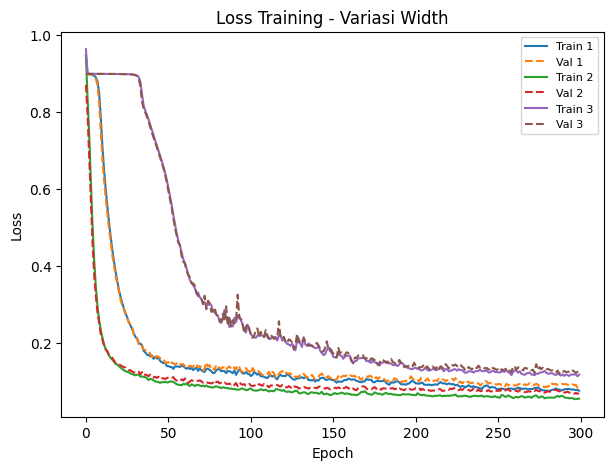 Loss Training - Variasi Width
1.0
0.8
0.6
0.4
0.2
Loss
0
50
100
150
200
250
300
Epoch
Train 1
Val 1
Train 2
Val 2
Train 3
Val 3